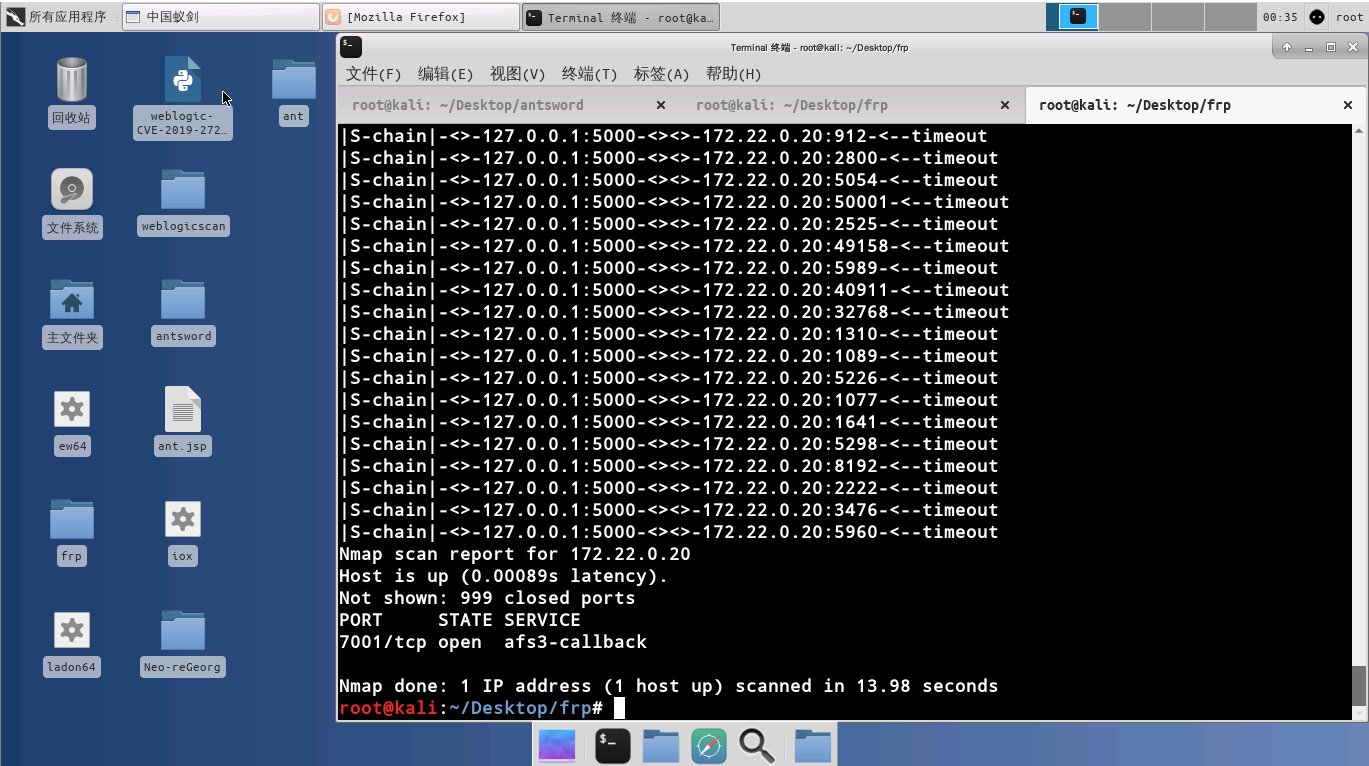 所有应用程序
中国蚁剑
[Mozilla Firefox]
Terminal 终端 - root@ka…
00:35
root
回收站
weblogic-
CVE-2019-272…
ant
文件系统
weblogicscan
主文件夹
antsword
ew64
ant.jsp
frp
iox
ladon64
Neo-reGeorg
Terminal 终端 - root@kali: ~/Desktop/frp
文件(F) 编辑(E) 视图(V) 终端(T) 标签(A) 帮助(H)
root@kali: ~/Desktop/antsword
root@kali: ~/Desktop/frp
root@kali: ~/Desktop/frp
|S-chain|-<>-127.0.0.1:5000-<><>-172.22.0.20:912-<--timeout
|S-chain|-<>-127.0.0.1:5000-<><>-172.22.0.20:2800-<--timeout
|S-chain|-<>-127.0.0.1:5000-<><>-172.22.0.20:5054-<--timeout
|S-chain|-<>-127.0.0.1:5000-<><>-172.22.0.20:50001-<--timeout
|S-chain|-<>-127.0.0.1:5000-<><>-172.22.0.20:2525-<--timeout
|S-chain|-<>-127.0.0.1:5000-<><>-172.22.0.20:49158-<--timeout
|S-chain|-<>-127.0.0.1:5000-<><>-172.22.0.20:5989-<--timeout
|S-chain|-<>-127.0.0.1:5000-<><>-172.22.0.20:40911-<--timeout
|S-chain|-<>-127.0.0.1:5000-<><>-172.22.0.20:32768-<--timeout
|S-chain|-<>-127.0.0.1:5000-<><>-172.22.0.20:1310-<--timeout
|S-chain|-<>-127.0.0.1:5000-<><>-172.22.0.20:1089-<--timeout
|S-chain|-<>-127.0.0.1:5000-<><>-172.22.0.20:5226-<--timeout
|S-chain|-<>-127.0.0.1:5000-<><>-172.22.0.20:1077-<--timeout
|S-chain|-<>-127.0.0.1:5000-<><>-172.22.0.20:1641-<--timeout
|S-chain|-<>-127.0.0.1:5000-<><>-172.22.0.20:5298-<--timeout
|S-chain|-<>-127.0.0.1:5000-<><>-172.22.0.20:8192-<--timeout
|S-chain|-<>-127.0.0.1:5000-<><>-172.22.0.20:2222-<--timeout
|S-chain|-<>-127.0.0.1:5000-<><>-172.22.0.20:3476-<--timeout
|S-chain|-<>-127.0.0.1:5000-<><>-172.22.0.20:5960-<--timeout
Nmap scan report for 172.22.0.20
Host is up (0.00089s latency).
Not shown: 999 closed ports
PORT     STATE SERVICE
7001/tcp open  afs3-callback
Nmap done: 1 IP address (1 host up) scanned in 13.98 seconds
root@kali:~/Desktop/frp#